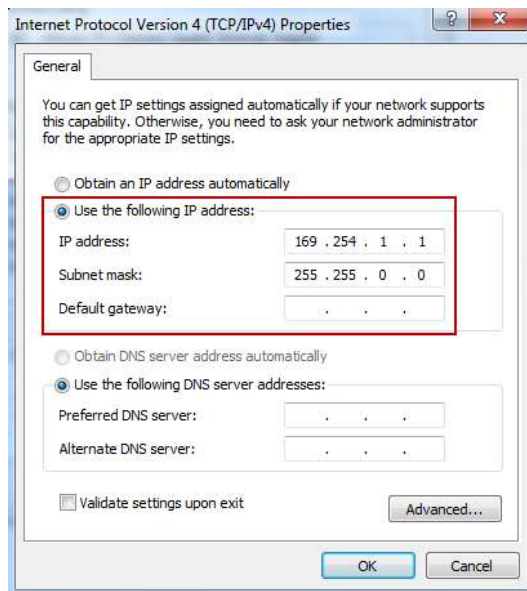 Internet Protocol Version 4 (TCP/IPv4) Properties
General
You can get IP settings assigned automatically if your network supports
this capability. Otherwise, you need to ask your network administrator
for the appropriate IP settings.
Obtain an IP address automatically
Use the following IP address:
IP address: 169 . 254 . 1 . 1
Subnet mask: 255 . 255 . 0 . 0
Default gateway: . . .
Obtain DNS server address automatically
Use the following DNS server addresses:
Preferred DNS server: . . .
Alternate DNS server: . . .
Validate settings upon exit
Advanced...
OK Cancel